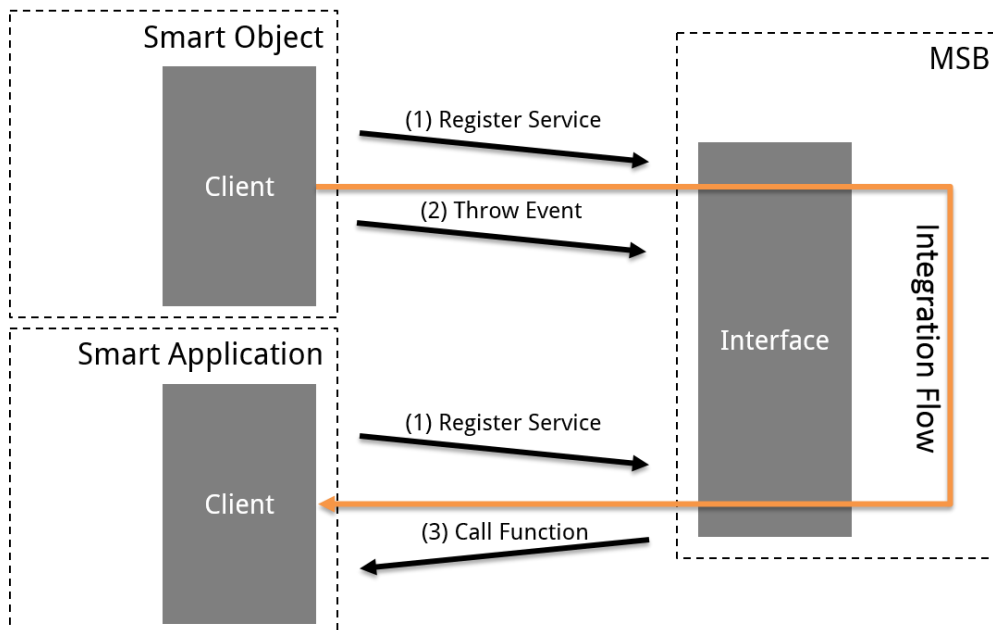 Smart Object
MSB
(1) Register Service
Client
(2) Throw Event
Integration Flow
Interface
Smart Application
(1) Register Service
Client
(3) Call Function